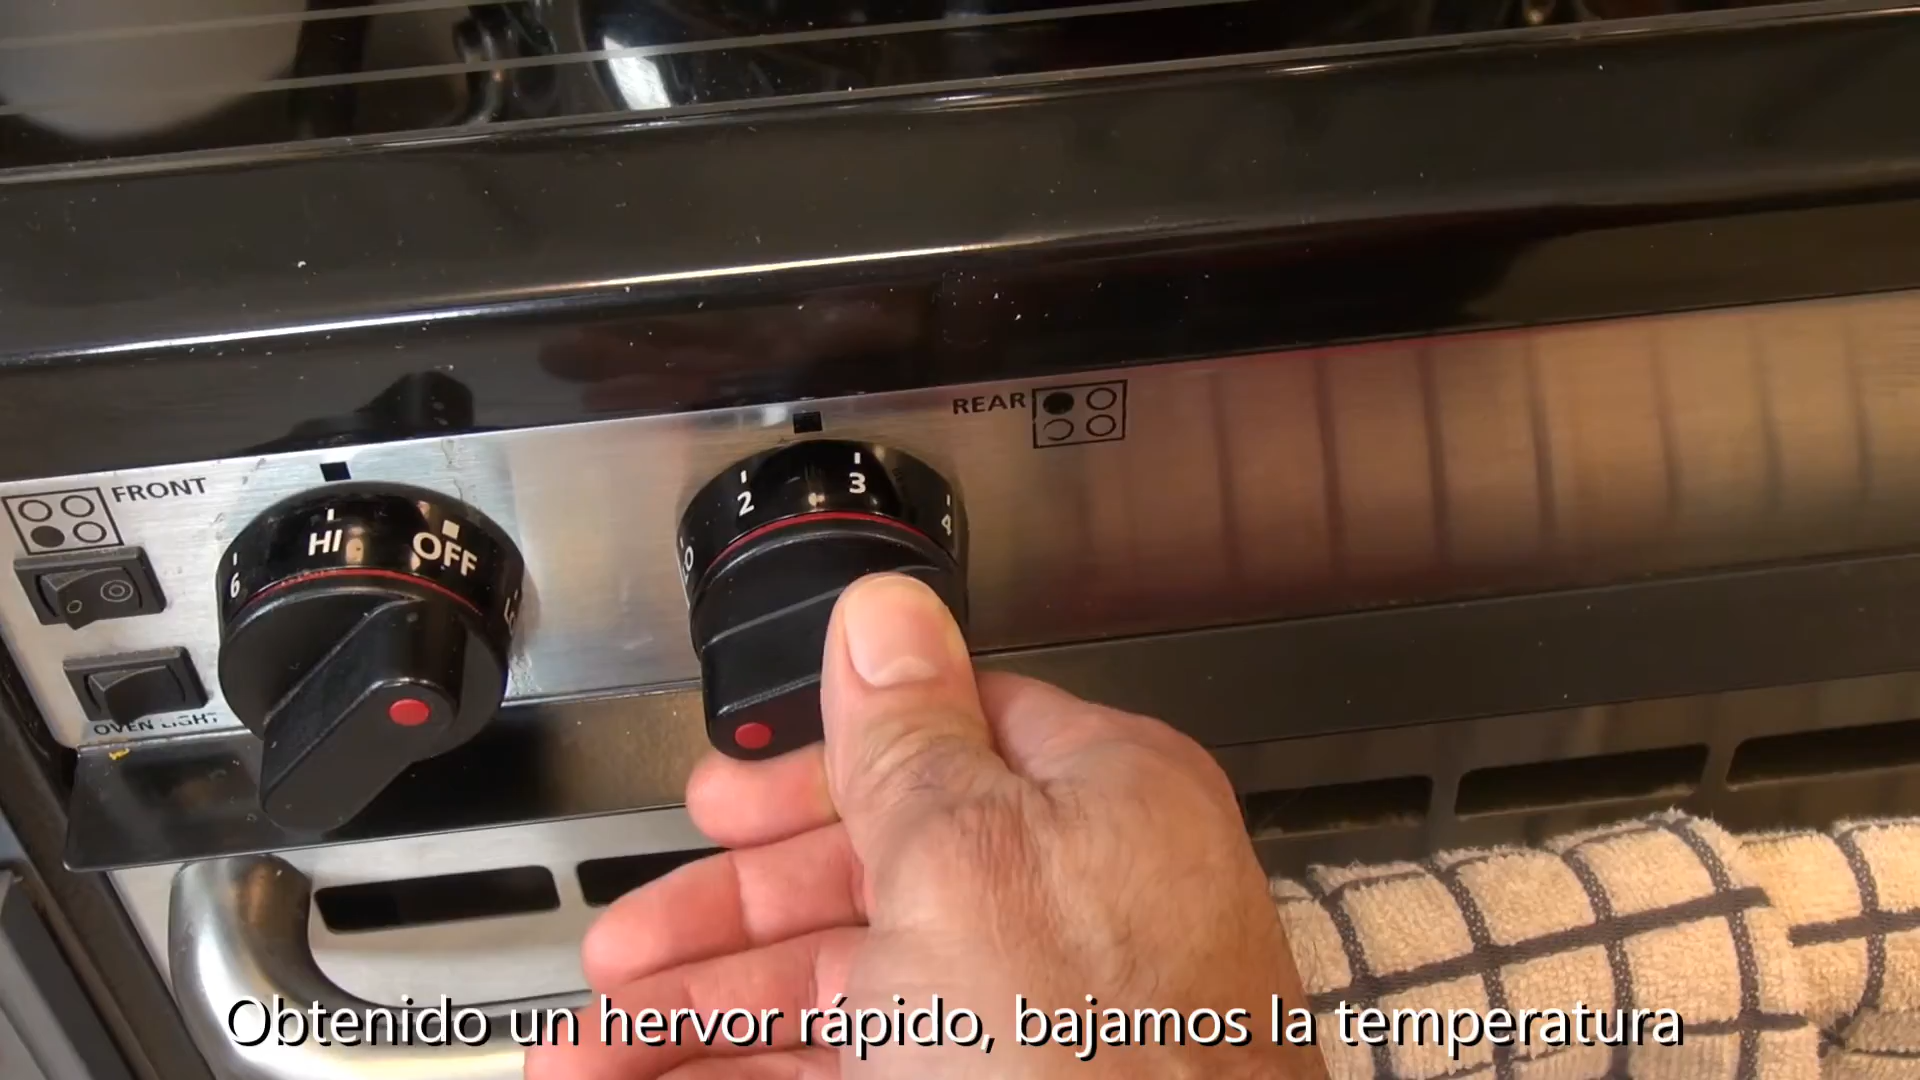 REAR
FRONT
2 3 4
6 HI OFF
OVEN LIGHT
Obtenido un hervor rápido, bajamos la temperatura